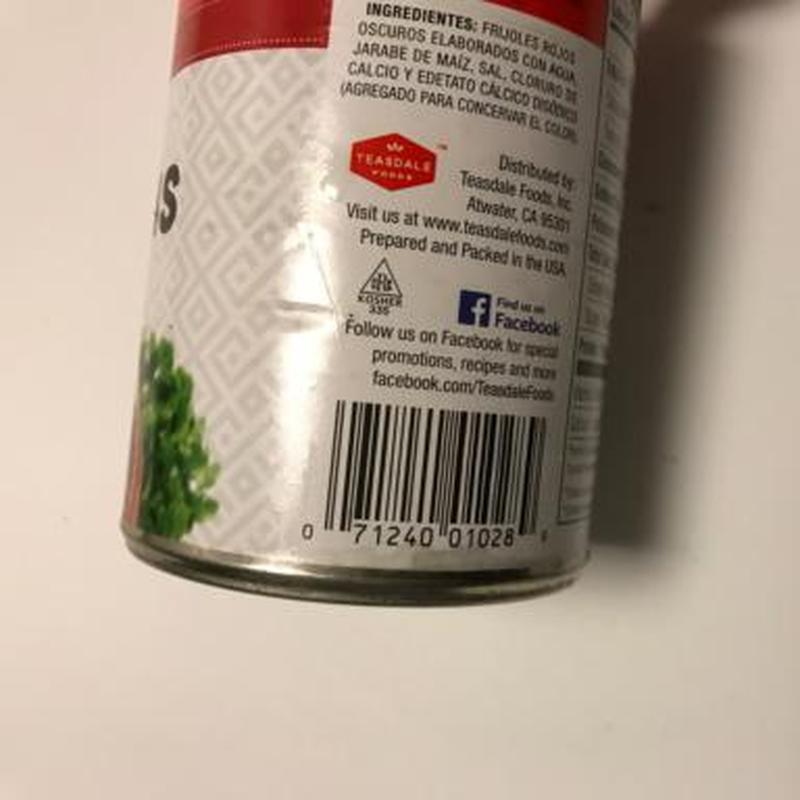 INGREDIENTES: FRIJOLES ROJOS
OSCUROS ELABORADOS CON AGUA,
JARABE DE MAÍZ, SAL, CLORURO DE
CALCIO Y EDETATO CÁLCICO DISÓDICO
(AGREGADO PARA CONSERVAR EL COLOR).
TEASDALE
FOODS
™
Distributed by:
Teasdale Foods, Inc.
Atwater, CA 95301
Visit us at www.teasdalefoods.com
Prepared and Packed in the USA
KOSHER
335
Find us on
Facebook
Follow us on Facebook for special
promotions, recipes and more
facebook.com/TeasdaleFoods
0 71240 01028